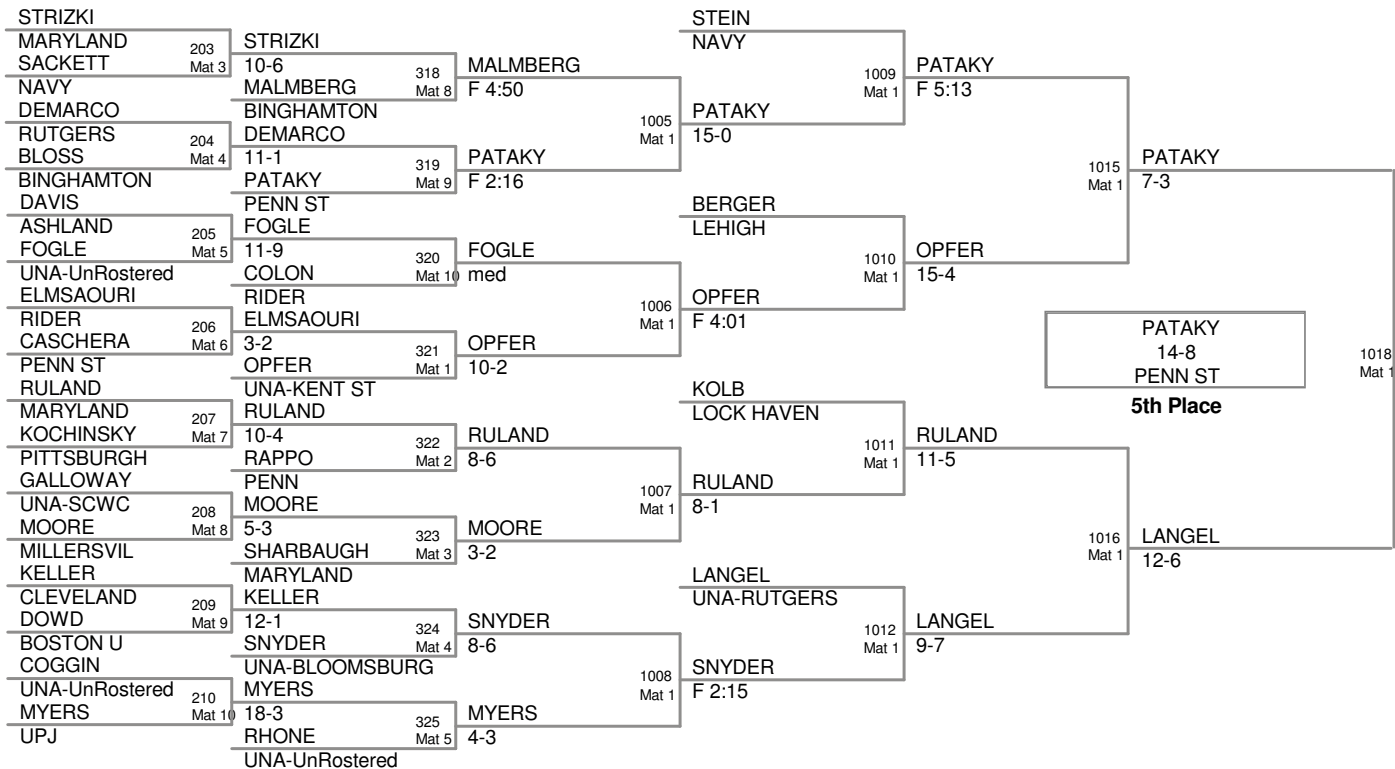 STRIZKI
MARYLAND
203
Mat 3
SACKETT
NAVY
DEMARCO
RUTGERS
204
Mat 4
BLOSS
BINGHAMTON
DAVIS
ASHLAND
205
Mat 5
FOGLE
UNA-UnRostered
ELMSAOURI
RIDER
206
Mat 6
CASCHERA
PENN ST
RULAND
MARYLAND
207
Mat 7
KOCHINSKY
PITTSBURGH
GALLOWAY
UNA-SCWC
208
Mat 8
MOORE
MILLERSVIL
KELLER
CLEVELAND
209
Mat 9
DOWD
BOSTON U
COGGIN
UNA-UnRostered
210
Mat 10
MYERS
UPJ
STRIZKI
10-6
318
Mat 8
MALMBERG
BINGHAMTON
DEMARCO
11-1
319
Mat 9
PATAKY
PENN ST
FOGLE
11-9
320
Mat 10
COLON
RIDER
ELMSAOURI
3-2
321
Mat 1
OPFER
UNA-KENT ST
RULAND
10-4
322
Mat 2
RAPPO
PENN
MOORE
5-3
323
Mat 3
SHARBAUGH
MARYLAND
KELLER
12-1
324
Mat 4
SNYDER
UNA-BLOOMSBURG
MYERS
18-3
325
Mat 5
RHONE
UNA-UnRostered
MALMBERG
F 4:50
1005
Mat 1
PATAKY
F 2:16
FOGLE
med
1006
Mat 1
OPFER
10-2
RULAND
8-6
1007
Mat 1
MOORE
3-2
SNYDER
8-6
1008
Mat 1
MYERS
4-3
STEIN
NAVY
1009
Mat 1
PATAKY
15-0
BERGER
LEHIGH
1010
Mat 1
OPFER
F 4:01
KOLB
LOCK HAVEN
1011
Mat 1
RULAND
8-1
LANGEL
UNA-RUTGERS
1012
Mat 1
SNYDER
F 2:15
PATAKY
F 5:13
1015
Mat 1
OPFER
15-4
RULAND
11-5
1016
Mat 1
LANGEL
9-7
PATAKY
7-3
1018
Mat 1
LANGEL
12-6
PATAKY
14-8
PENN ST
5th Place